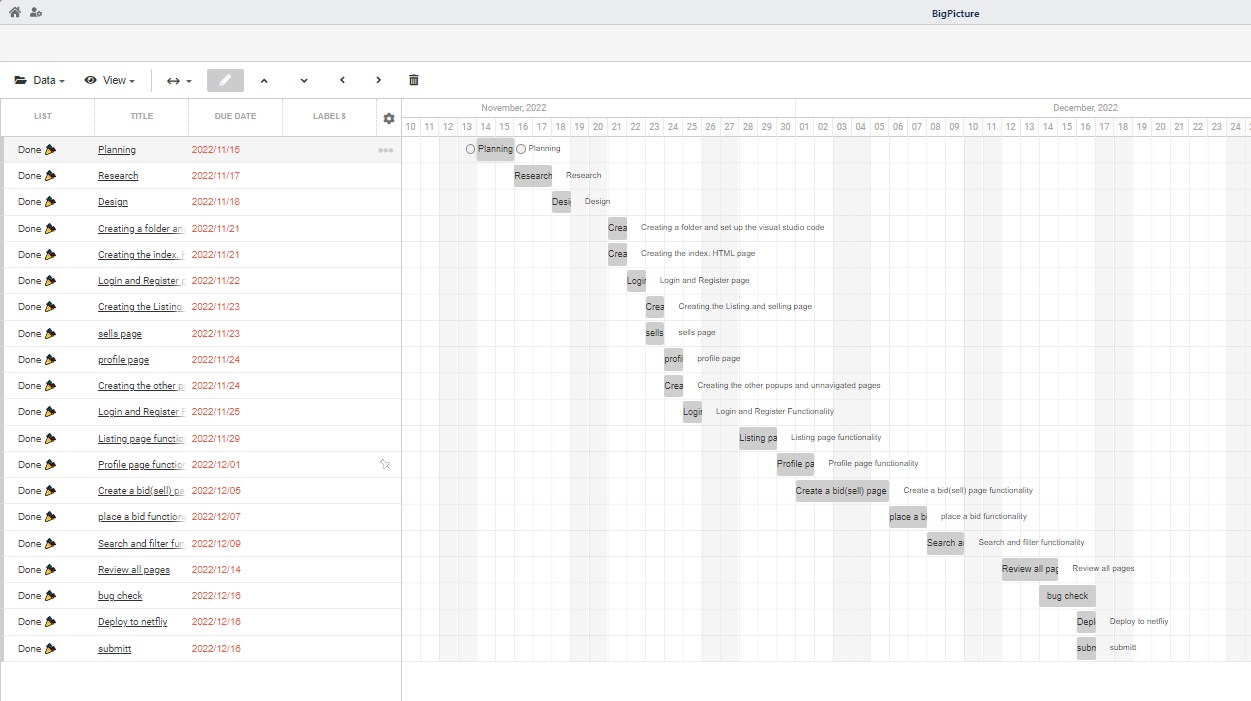 BigPicture
Data View
LIST TITLE DUE DATE LABELS November, 2022 December, 2022
10 11 12 13 14 15 16 17 18 19 20 21 22 23 24 25 26 27 28 29 30 01 02 03 04 05 06 07 08 09 10 11 12 13 14 15 16 17 18 19 20 21 22 23 24
Done Planning 2022/11/15 Planning Planning
Done Research 2022/11/17 Research Research
Done Design 2022/11/18 Desi Design
Done Creating a folder an 2022/11/21 Crea Creating a folder and set up the visual studio code
Done Creating the index. H 2022/11/21 Crea Creating the index. HTML page
Done Login and Register p 2022/11/22 Login Login and Register page
Done Creating the Listing 2022/11/23 Crea Creating the Listing and selling page
Done sells page 2022/11/23 sells sells page
Done profile page 2022/11/24 profil profile page
Done Creating the other p 2022/11/24 Crea Creating the other popups and unnavigated pages
Done Login and Register F 2022/11/25 Login Login and Register Functionality
Done Listing page functio 2022/11/29 Listing pa Listing page functionality
Done Profile page function 2022/12/01 Profile pa Profile page functionality
Done Create a bid(sell) pa 2022/12/05 Create a bid(sell) page Create a bid(sell) page functionality
Done place a bid function 2022/12/07 place a bi place a bid functionality
Done Search and filter fun 2022/12/09 Search a Search and filter functionality
Done Review all pages 2022/12/14 Review all pag Review all pages
Done bug check 2022/12/16 bug check
Done Deploy to netfliy 2022/12/16 Depl Deploy to netfliy
Done submitt 2022/12/16 subm submitt